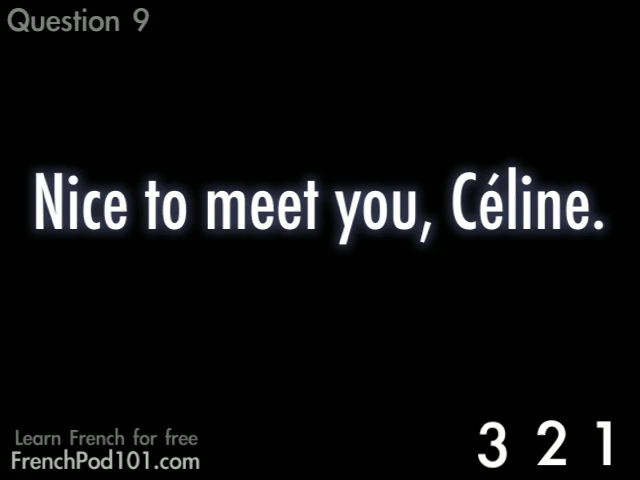 Question 9
Nice to meet you, Céline.
Learn French for free
FrenchPod101.com
3 2 1